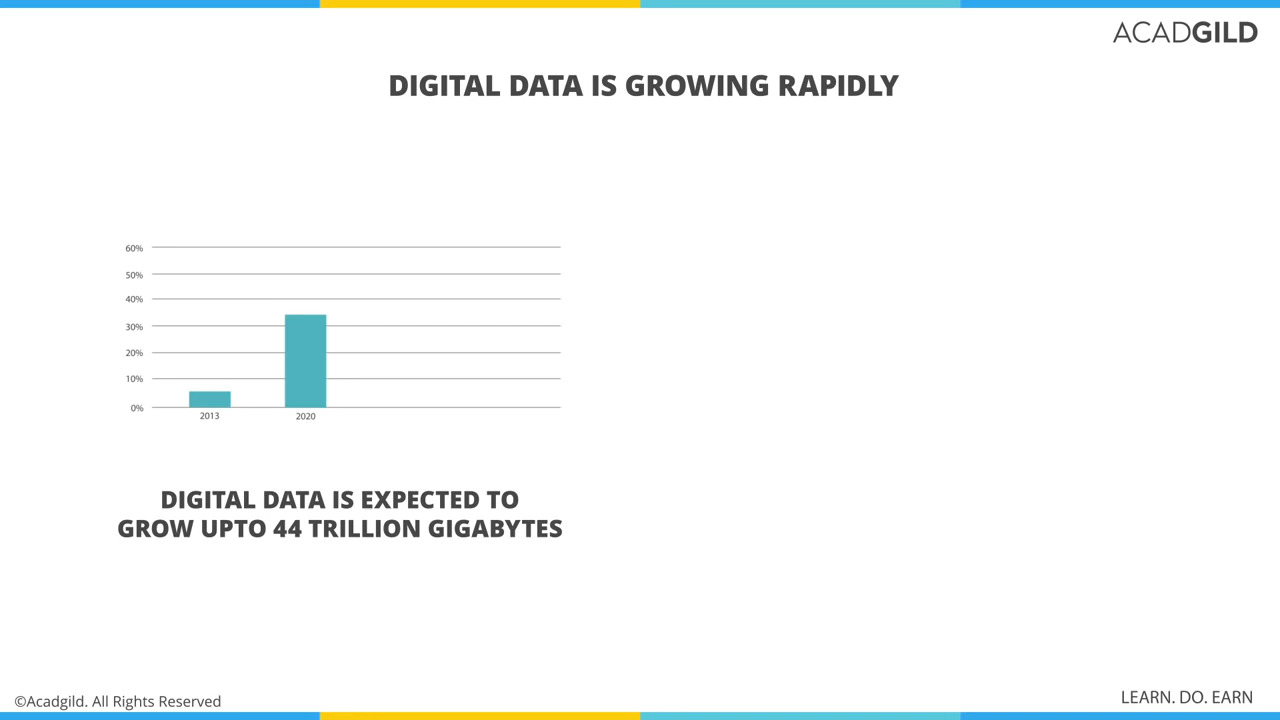 ACADGILD
DIGITAL DATA IS GROWING RAPIDLY
60%
50%
40%
30%
20%
10%
0%
2013
2020
DIGITAL DATA IS EXPECTED TO
GROW UPTO 44 TRILLION GIGABYTES
©Acadgild. All Rights Reserved
LEARN. DO. EARN